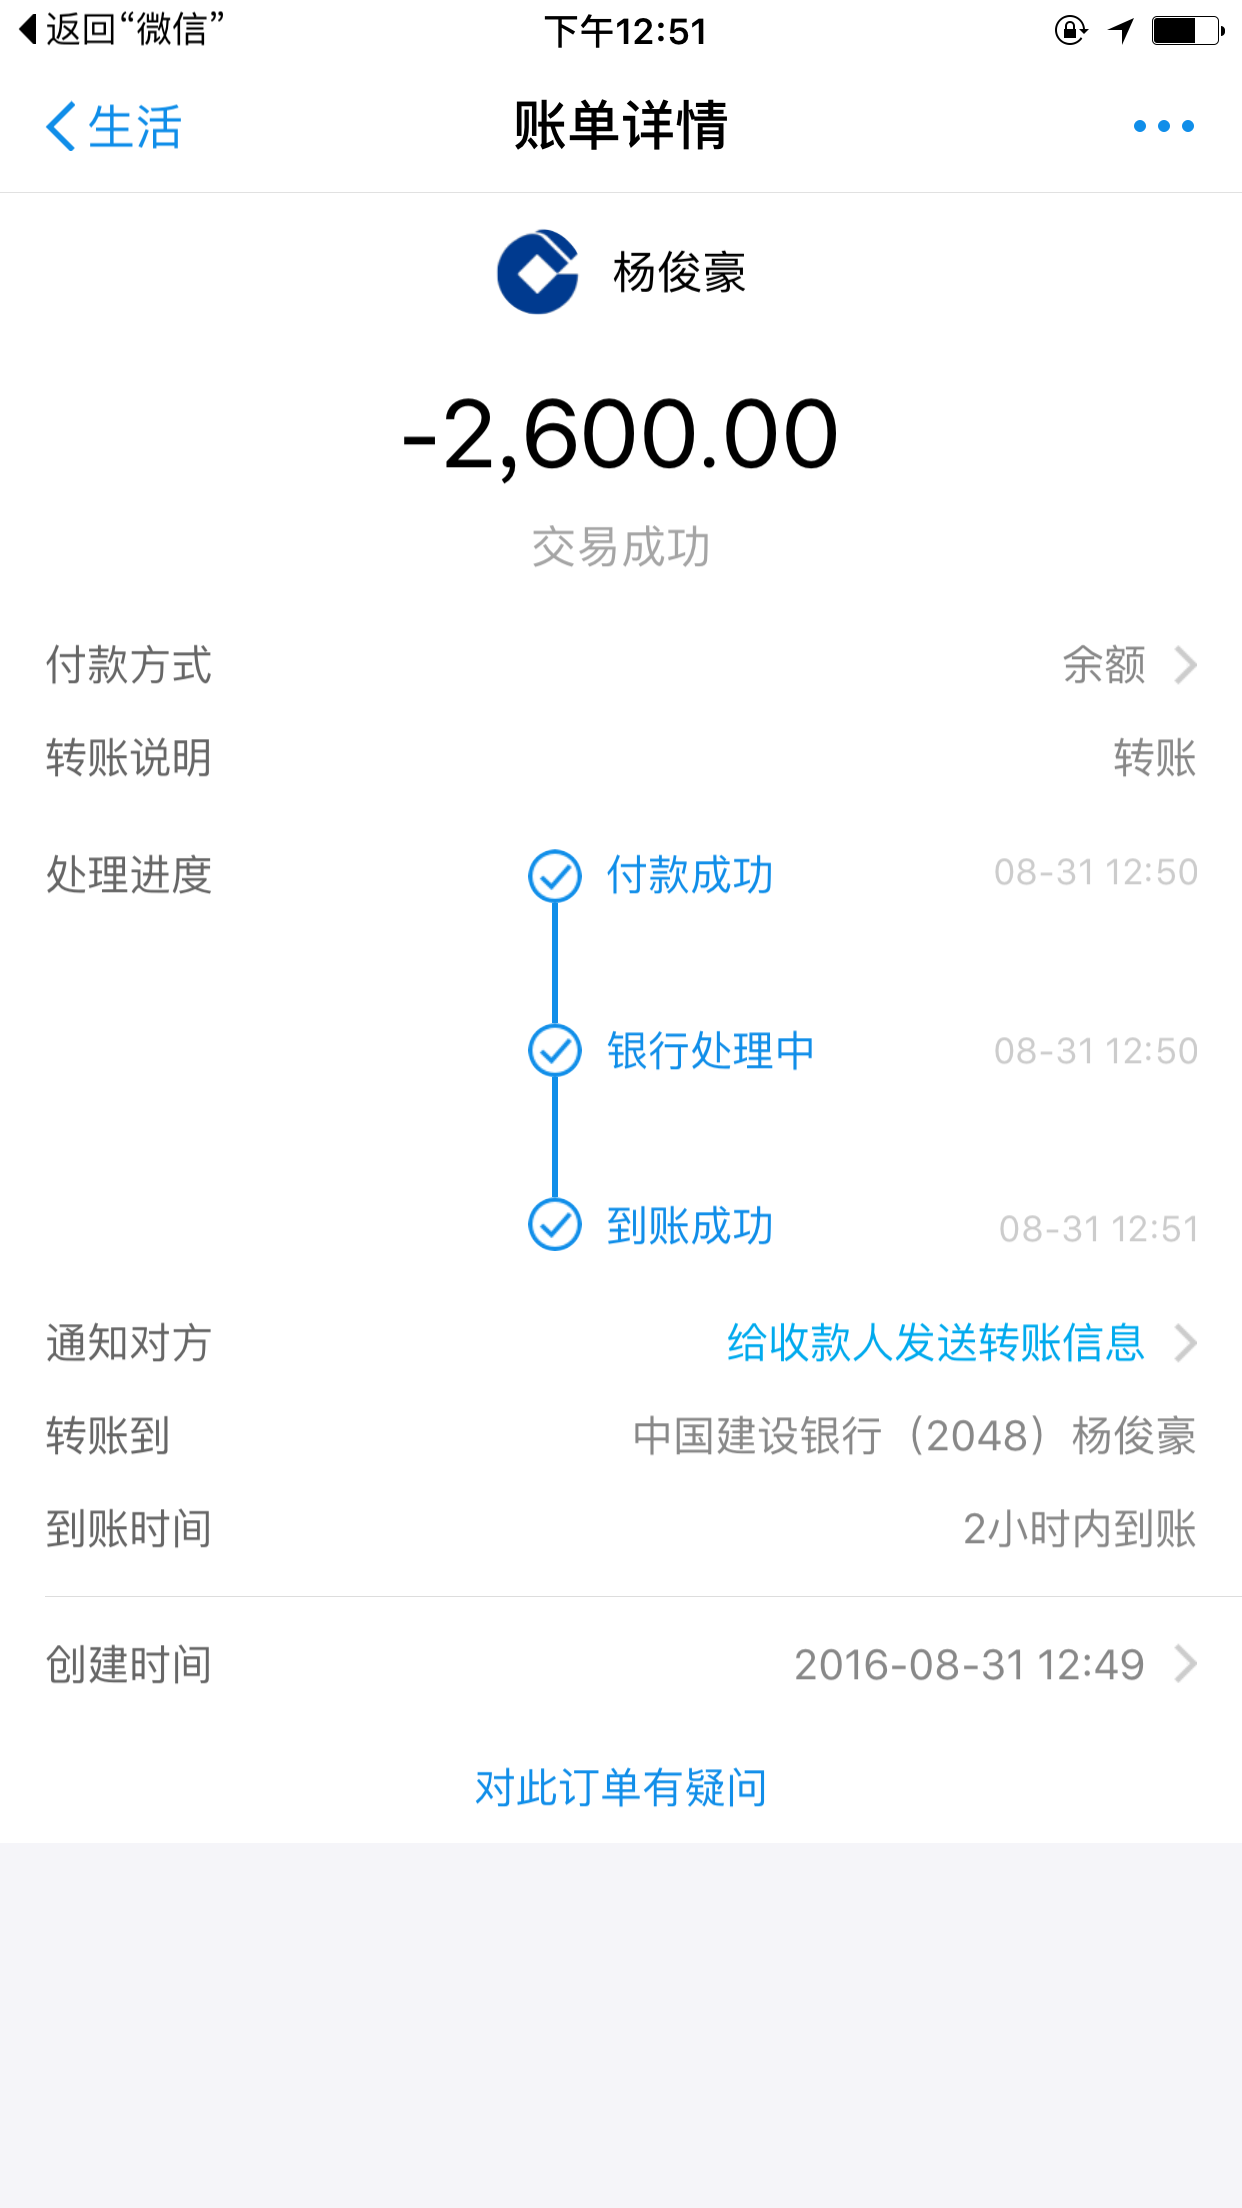 返回“微信”
下午12:51
生活
账单详情
杨俊豪
-2,600.00
交易成功
付款方式 余额
转账说明 转账
处理进度 付款成功 08-31 12:50
银行处理中 08-31 12:50
到账成功 08-31 12:51
通知对方 给收款人发送转账信息
转账到 中国建设银行（2048）杨俊豪
到账时间 2小时内到账
创建时间 2016-08-31 12:49
对此订单有疑问